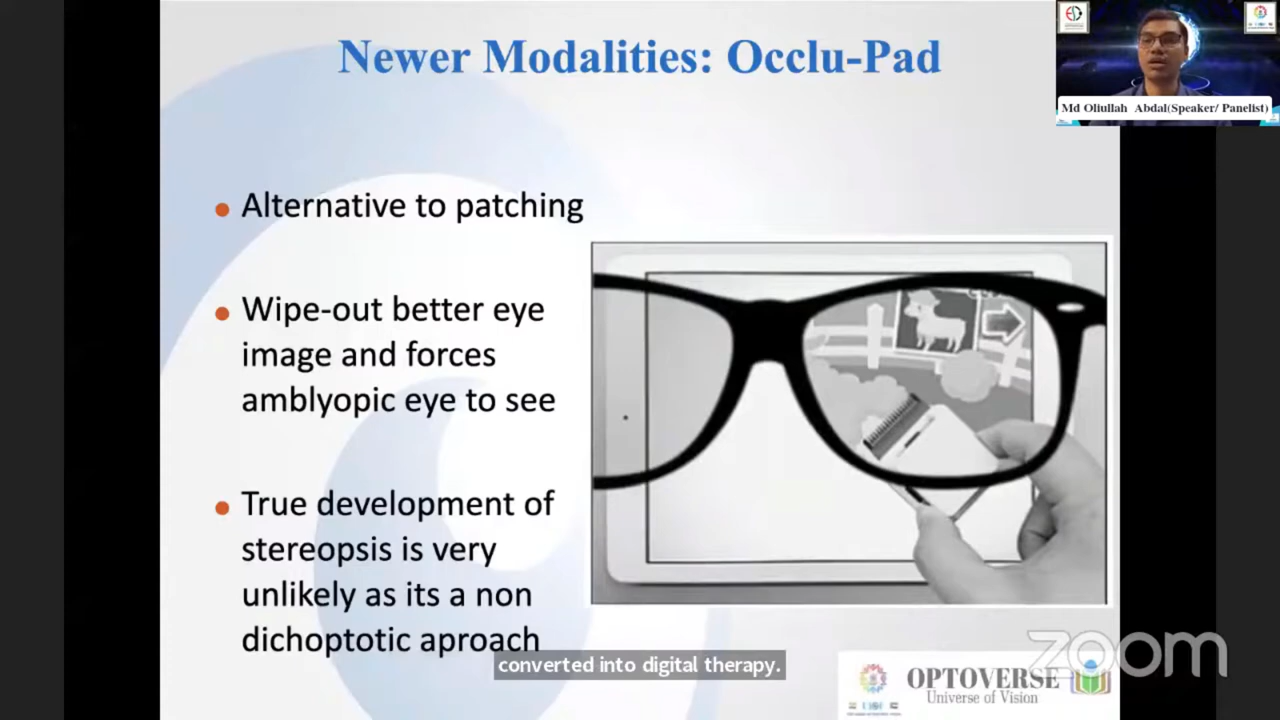 Newer Modalities: Occlu-Pad
Md Oliullah Abdal(Speaker/ Panelist)
Alternative to patching
Wipe-out better eye
image and forces
amblyopic eye to see
True development of
stereopsis is very
unlikely as its a non
dichoptotic aproach
converted into digital therapy.
zoom
OPTOVERSE
Universe of Vision